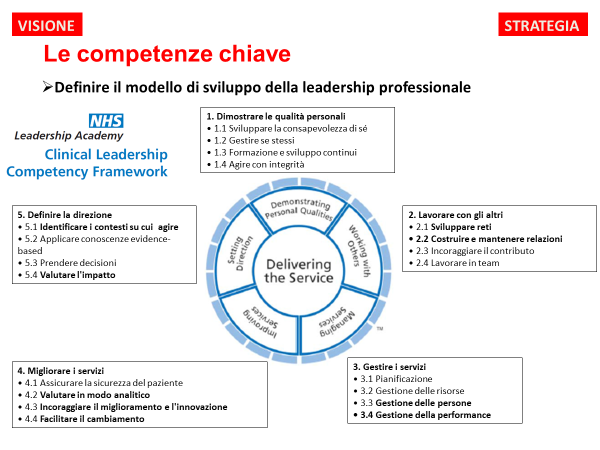 VISIONE
STRATEGIA
Le competenze chiave
➢Definire il modello di sviluppo della leadership professionale
NHS
Leadership Academy
Clinical Leadership
Competency Framework
1. Dimostrare le qualità personali
• 1.1 Sviluppare la consapevolezza di sé
• 1.2 Gestire se stessi
• 1.3 Formazione e sviluppo continui
• 1.4 Agire con integrità
5. Definire la direzione
• 5.1 Identificare i contesti su cui agire
• 5.2 Applicare conoscenze evidence-
based
• 5.3 Prendere decisioni
• 5.4 Valutare l'impatto
Demonstrating
Personal Qualities
Working with
Others
Managing
Services
Improving
Services
Setting
Direction
Delivering
the Service
TM
2. Lavorare con gli altri
• 2.1 Sviluppare reti
• 2.2 Costruire e mantenere relazioni
• 2.3 Incoraggiare il contributo
• 2.4 Lavorare in team
4. Migliorare i servizi
• 4.1 Assicurare la sicurezza del paziente
• 4.2 Valutare in modo analitico
• 4.3 Incoraggiare il miglioramento e l'innovazione
• 4.4 Facilitare il cambiamento
3. Gestire i servizi
• 3.1 Pianificazione
• 3.2 Gestione delle risorse
• 3.3 Gestione delle persone
• 3.4 Gestione della performance